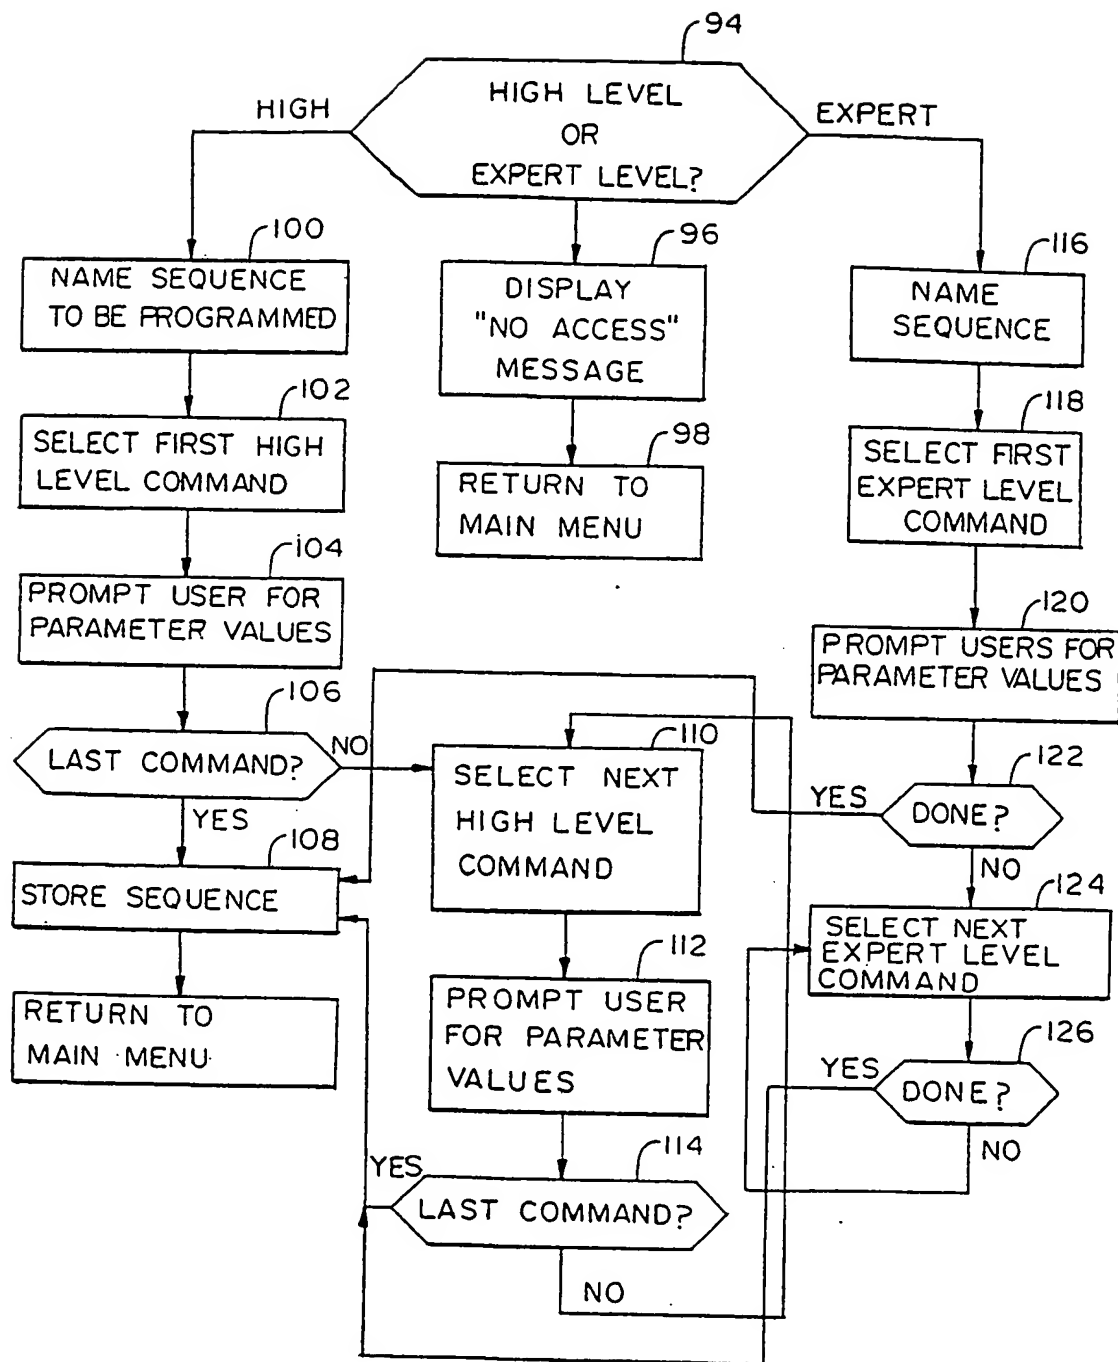 94
HIGH LEVEL
OR
EXPERT LEVEL?
HIGH
EXPERT
100
NAME SEQUENCE
TO BE PROGRAMMED
96
DISPLAY
"NO ACCESS"
MESSAGE
116
NAME
SEQUENCE
102
SELECT FIRST HIGH
LEVEL COMMAND
98
RETURN TO
MAIN MENU
118
SELECT FIRST
EXPERT LEVEL
COMMAND
104
PROMPT USER FOR
PARAMETER VALUES
120
PROMPT USERS FOR
PARAMETER VALUES
106
LAST COMMAND?
NO
YES
110
SELECT NEXT
HIGH LEVEL
COMMAND
122
DONE?
YES
NO
108
STORE SEQUENCE
124
SELECT NEXT
EXPERT LEVEL
COMMAND
RETURN TO
MAIN MENU
112
PROMPT USER
FOR PARAMETER
VALUES
126
DONE?
YES
NO
114
LAST COMMAND?
YES
NO